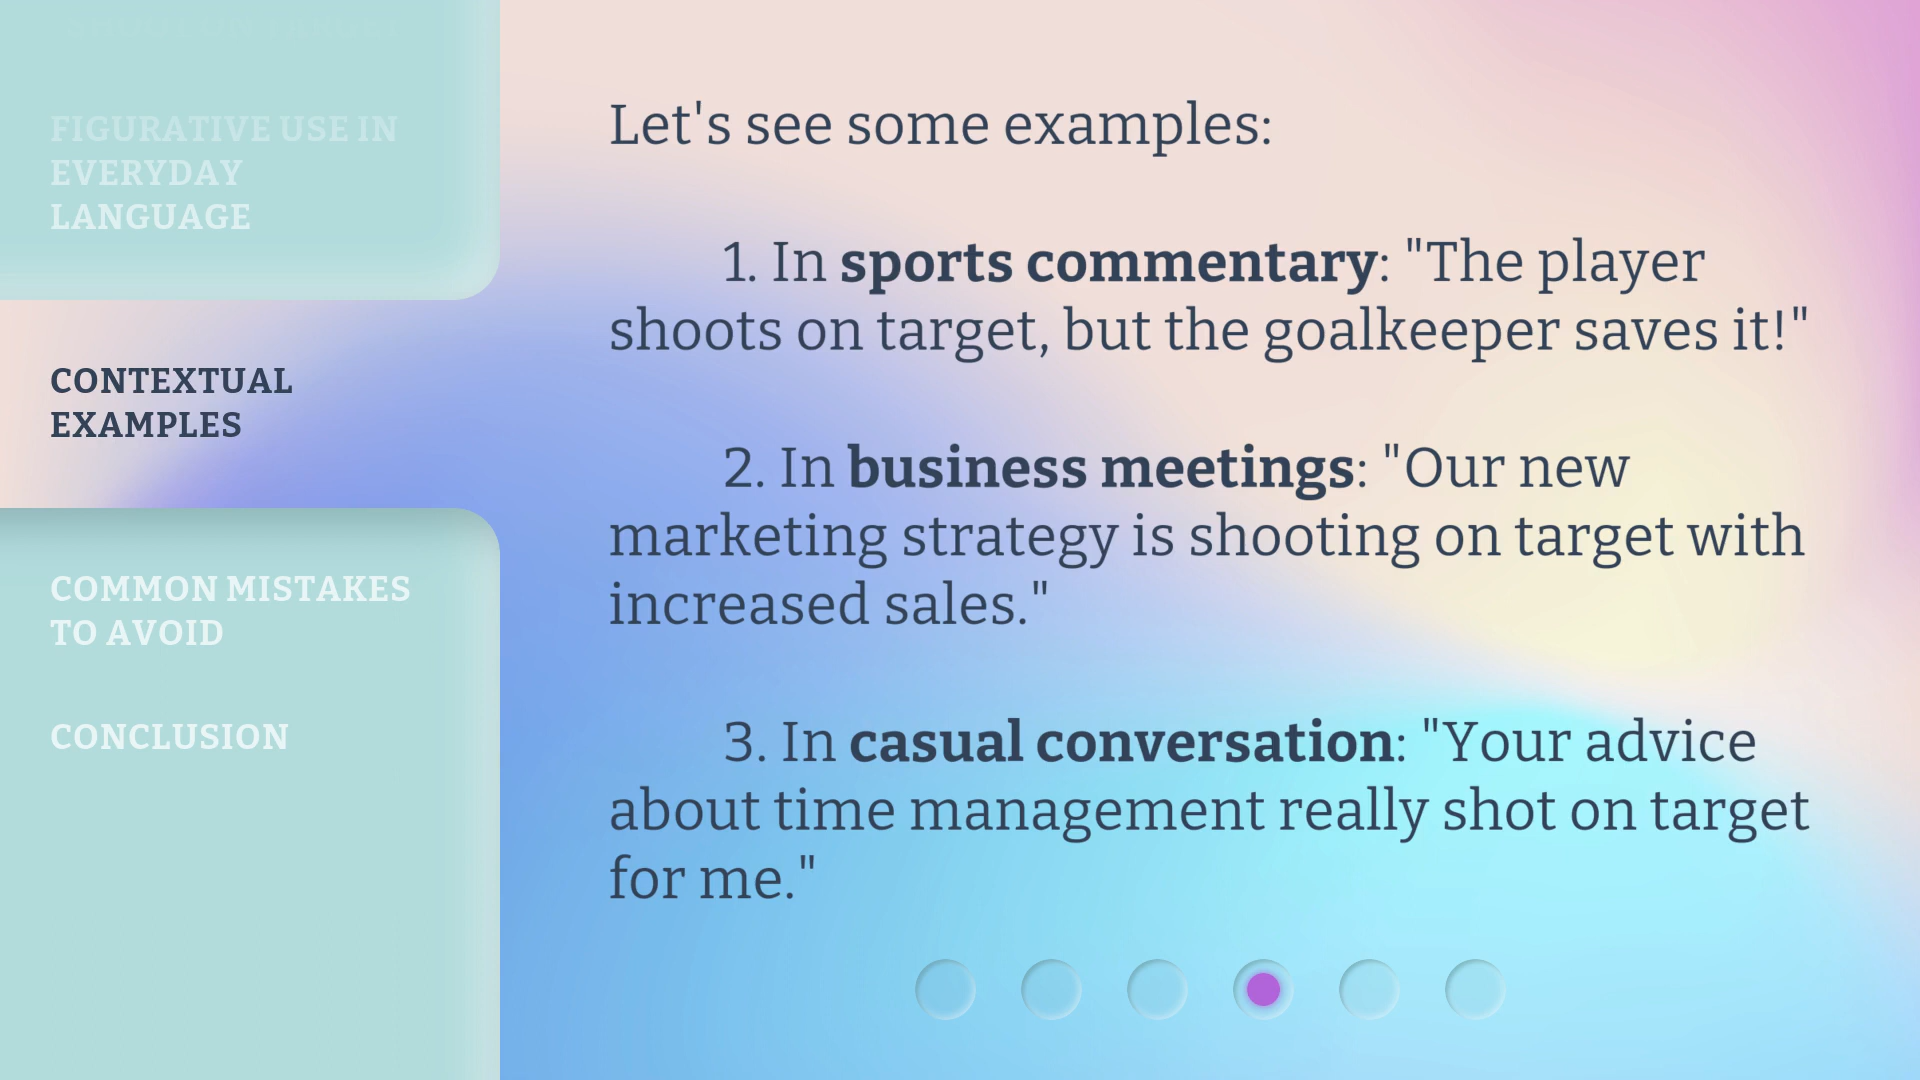 SHOOT ON TARGET
FIGURATIVE USE IN
EVERYDAY
LANGUAGE
CONTEXTUAL
EXAMPLES
COMMON MISTAKES
TO AVOID
CONCLUSION
Let's see some examples:
1. In sports commentary: "The player
shoots on target, but the goalkeeper saves it!"
2. In business meetings: "Our new
marketing strategy is shooting on target with
increased sales."
3. In casual conversation: "Your advice
about time management really shot on target
for me."